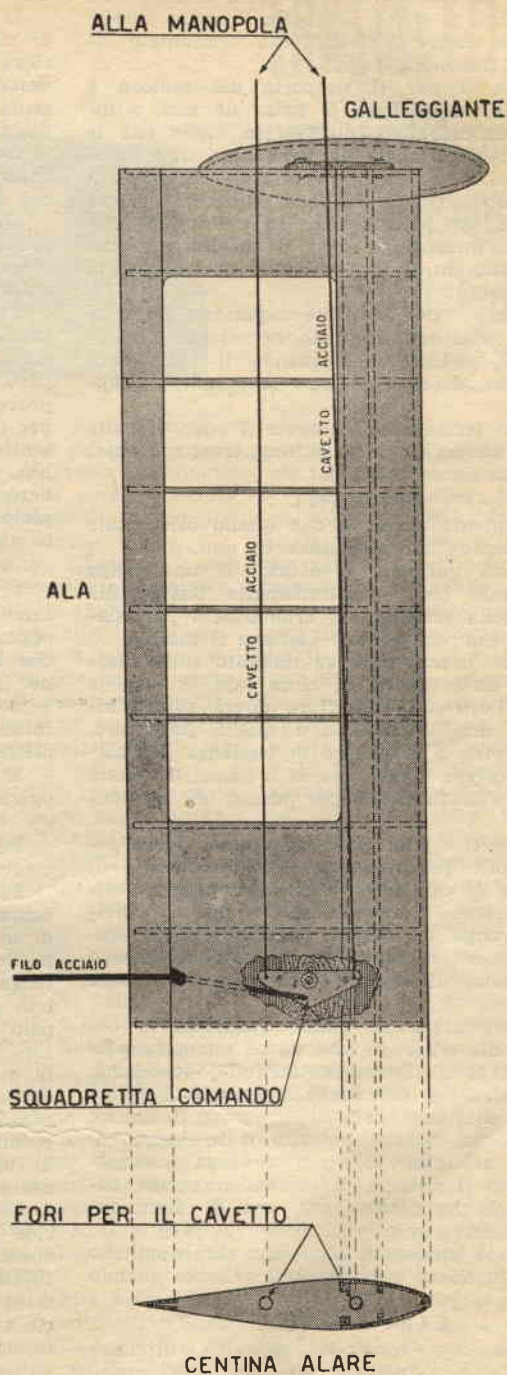 ALLA MANOPOLA
GALLEGGIANTE
CAVETTO ACCIAIO
CAVETTO ACCIAIO
ALA
FILO ACCIAIO
SQUADRETTA COMANDO
FORI PER IL CAVETTO
CENTINA ALARE